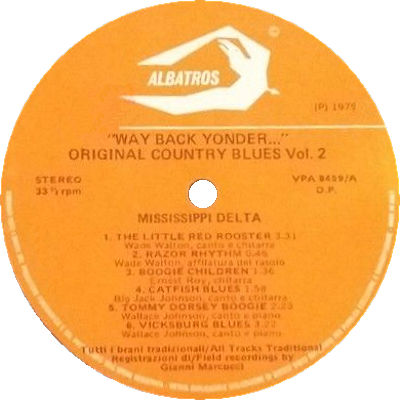 ALBATROS
(P) 1979
"WAY BACK YONDER..."
ORIGINAL COUNTRY BLUES Vol. 2
STEREO
33⅓ rpm
VPA 8459/A
D.P.
MISSISSIPPI DELTA
1. THE LITTLE RED ROOSTER 3.31
Wade Walton, canto e chitarra
2. RAZOR RHYTHM 0.46
Wade Walton, affilatura del rasoio
3. BOOGIE CHILDREN 1.36
Ernest Roy, chitarra
4. CATFISH BLUES 1.58
Big Jack Johnson, canto e chitarra
5. TOMMY DORSEY BOOGIE 2.23
Wallace Johnson, canto e piano
6. VICKSBURG BLUES 3.22
Wallace Johnson, canto e piano
Tutti i brani tradizionali/All Tracks Traditional
Registrazioni di/Field recordings by
Gianni Marcucci